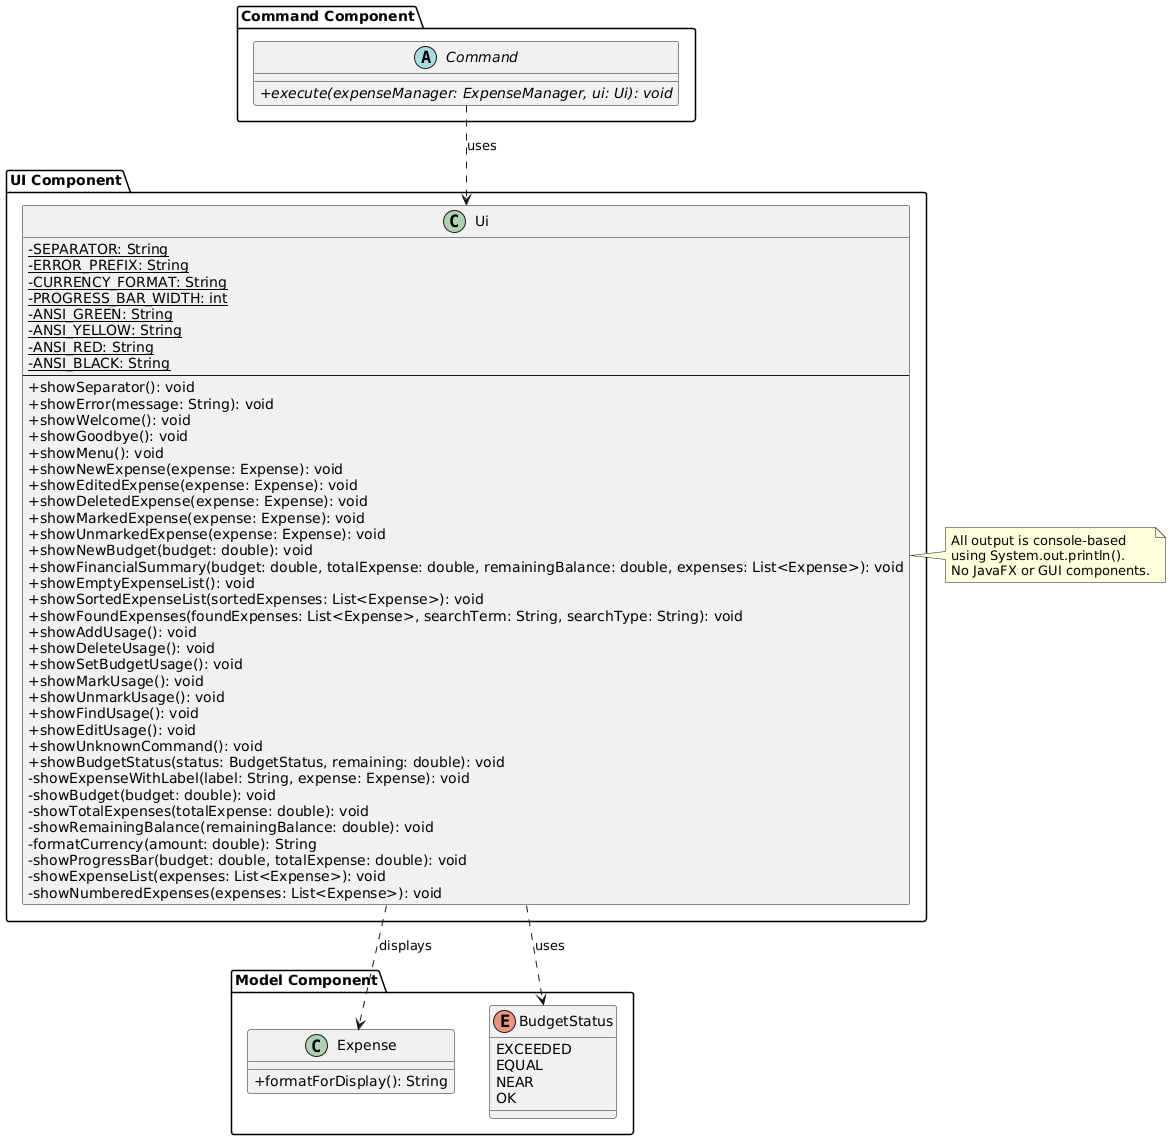 Command Component
A Command
+execute(expenseManager: ExpenseManager, ui: Ui): void
uses
UI Component
C Ui
-SEPARATOR: String
-ERROR_PREFIX: String
-CURRENCY_FORMAT: String
-PROGRESS_BAR_WIDTH: int
-ANSI_GREEN: String
-ANSI_YELLOW: String
-ANSI_RED: String
-ANSI_BLACK: String
+showSeparator(): void
+showError(message: String): void
+showWelcome(): void
+showGoodbye(): void
+showMenu(): void
+showNewExpense(expense: Expense): void
+showEditedExpense(expense: Expense): void
+showDeletedExpense(expense: Expense): void
+showMarkedExpense(expense: Expense): void
+showUnmarkedExpense(expense: Expense): void
+showNewBudget(budget: double): void
+showFinancialSummary(budget: double, totalExpense: double, remainingBalance: double, expenses: List<Expense>): void
+showEmptyExpenseList(): void
+showSortedExpenseList(sortedExpenses: List<Expense>): void
+showFoundExpenses(foundExpenses: List<Expense>, searchTerm: String, searchType: String): void
+showAddUsage(): void
+showDeleteUsage(): void
+showSetBudgetUsage(): void
+showMarkUsage(): void
+showUnmarkUsage(): void
+showFindUsage(): void
+showEditUsage(): void
+showUnknownCommand(): void
+showBudgetStatus(status: BudgetStatus, remaining: double): void
-showExpenseWithLabel(label: String, expense: Expense): void
-showBudget(budget: double): void
-showTotalExpenses(totalExpense: double): void
-showRemainingBalance(remainingBalance: double): void
-formatCurrency(amount: double): String
-showProgressBar(budget: double, totalExpense: double): void
-showExpenseList(expenses: List<Expense>): void
-showNumberedExpenses(expenses: List<Expense>): void
All output is console-based
using System.out.println().
No JavaFX or GUI components.
displays
uses
Model Component
C Expense
+formatForDisplay(): String
E BudgetStatus
EXCEEDED
EQUAL
NEAR
OK